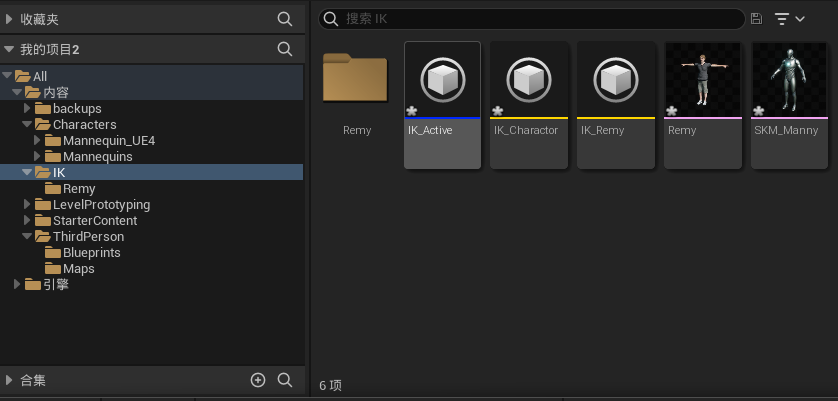 收藏夹
我的项目2
All
内容
backups
Characters
Mannequin_UE4
Mannequins
IK
Remy
LevelPrototyping
StarterContent
ThirdPerson
Blueprints
Maps
引擎
合集
搜索 IK
Remy
IK_Active
IK_Charactor
IK_Remy
Remy
SKM_Manny
6 项